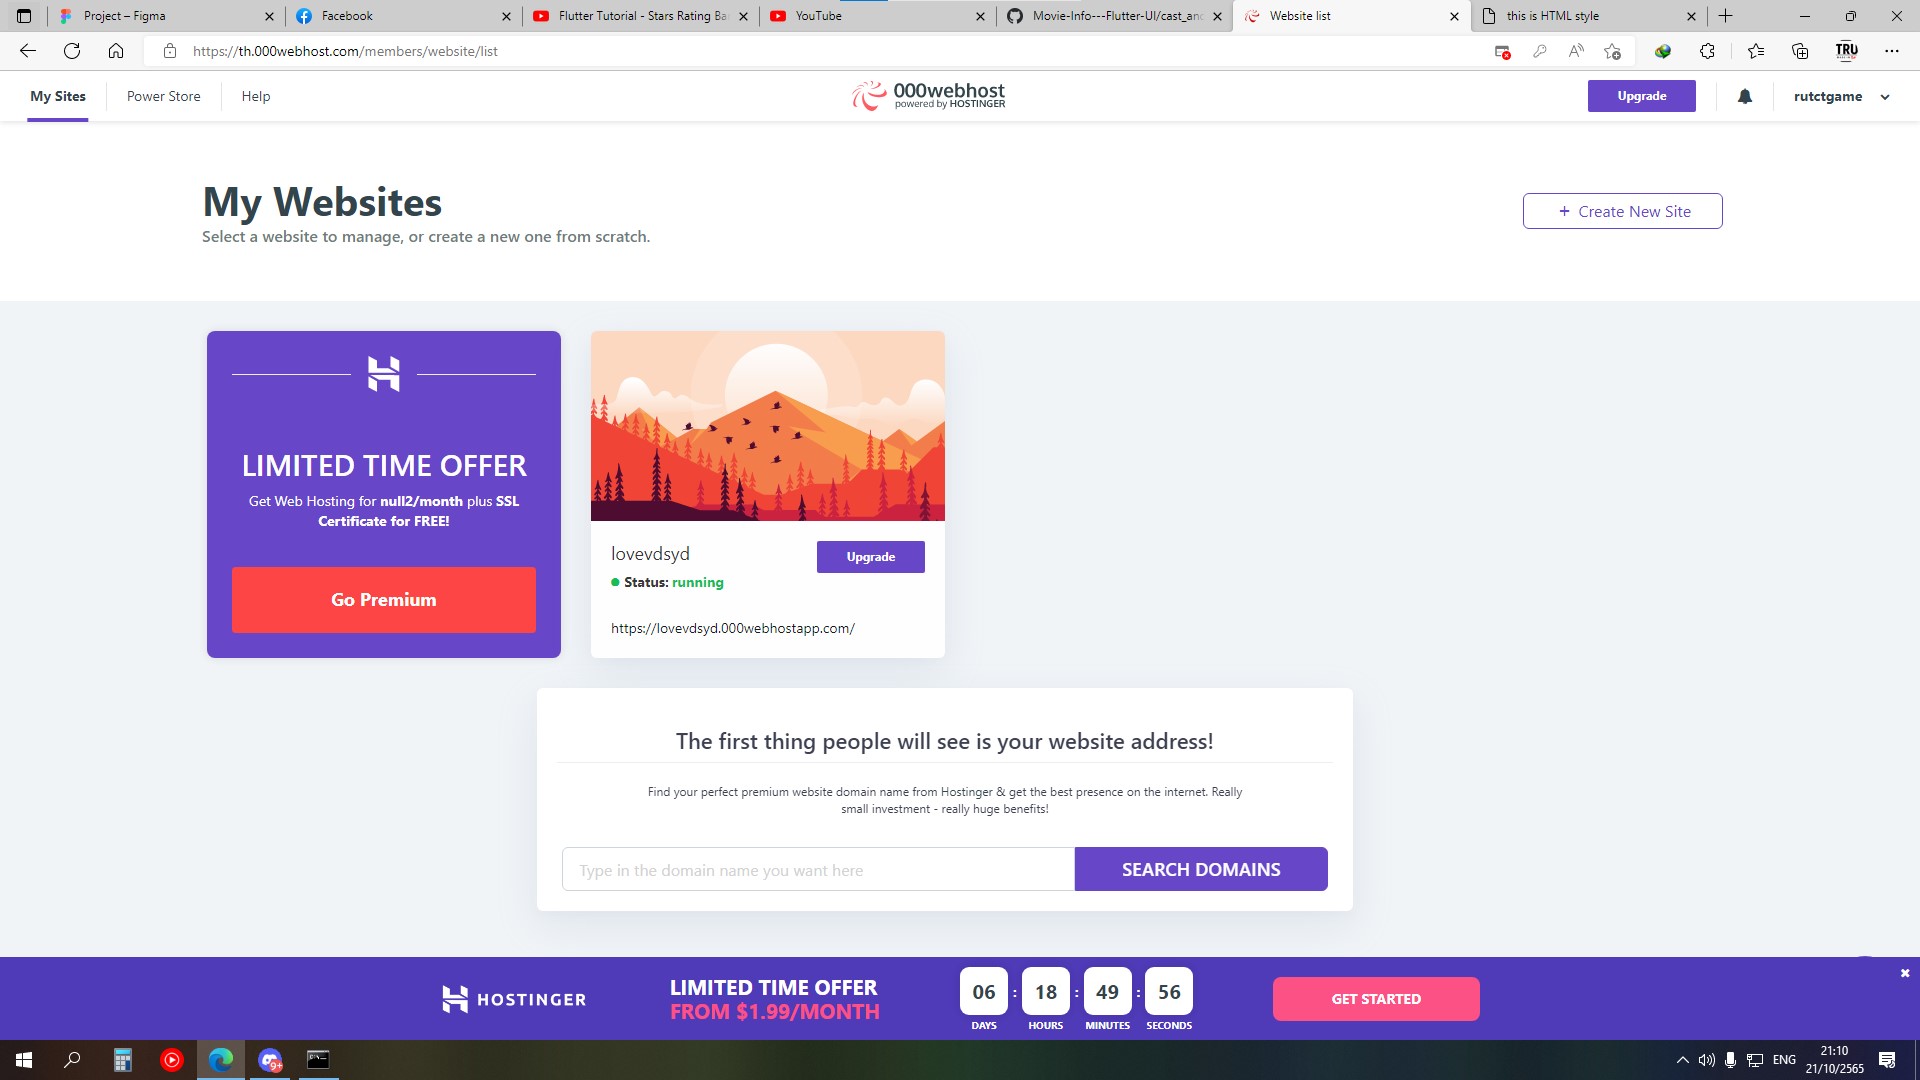 Project – Figma
Facebook
Flutter Tutorial - Stars Rating Ba
YouTube
Movie-Info---Flutter-UI/cast_and
Website list
this is HTML style
https://th.000webhost.com/members/website/list
TRU
My Sites
Power Store
Help
000webhost
powered by HOSTINGER
Upgrade
rutctgame
My Websites
Select a website to manage, or create a new one from scratch.
+ Create New Site
LIMITED TIME OFFER
Get Web Hosting for null2/month plus SSL
Certificate for FREE!
Go Premium
lovevdsyd
Upgrade
Status: running
https://lovevdsyd.000webhostapp.com/
The first thing people will see is your website address!
Find your perfect premium website domain name from Hostinger & get the best presence on the internet. Really
small investment - really huge benefits!
Type in the domain name you want here
SEARCH DOMAINS
HOSTINGER
LIMITED TIME OFFER
FROM $1.99/MONTH
06 : 18 : 49 : 56
DAYS HOURS MINUTES SECONDS
GET STARTED
9+
ENG
21:10
21/10/2565